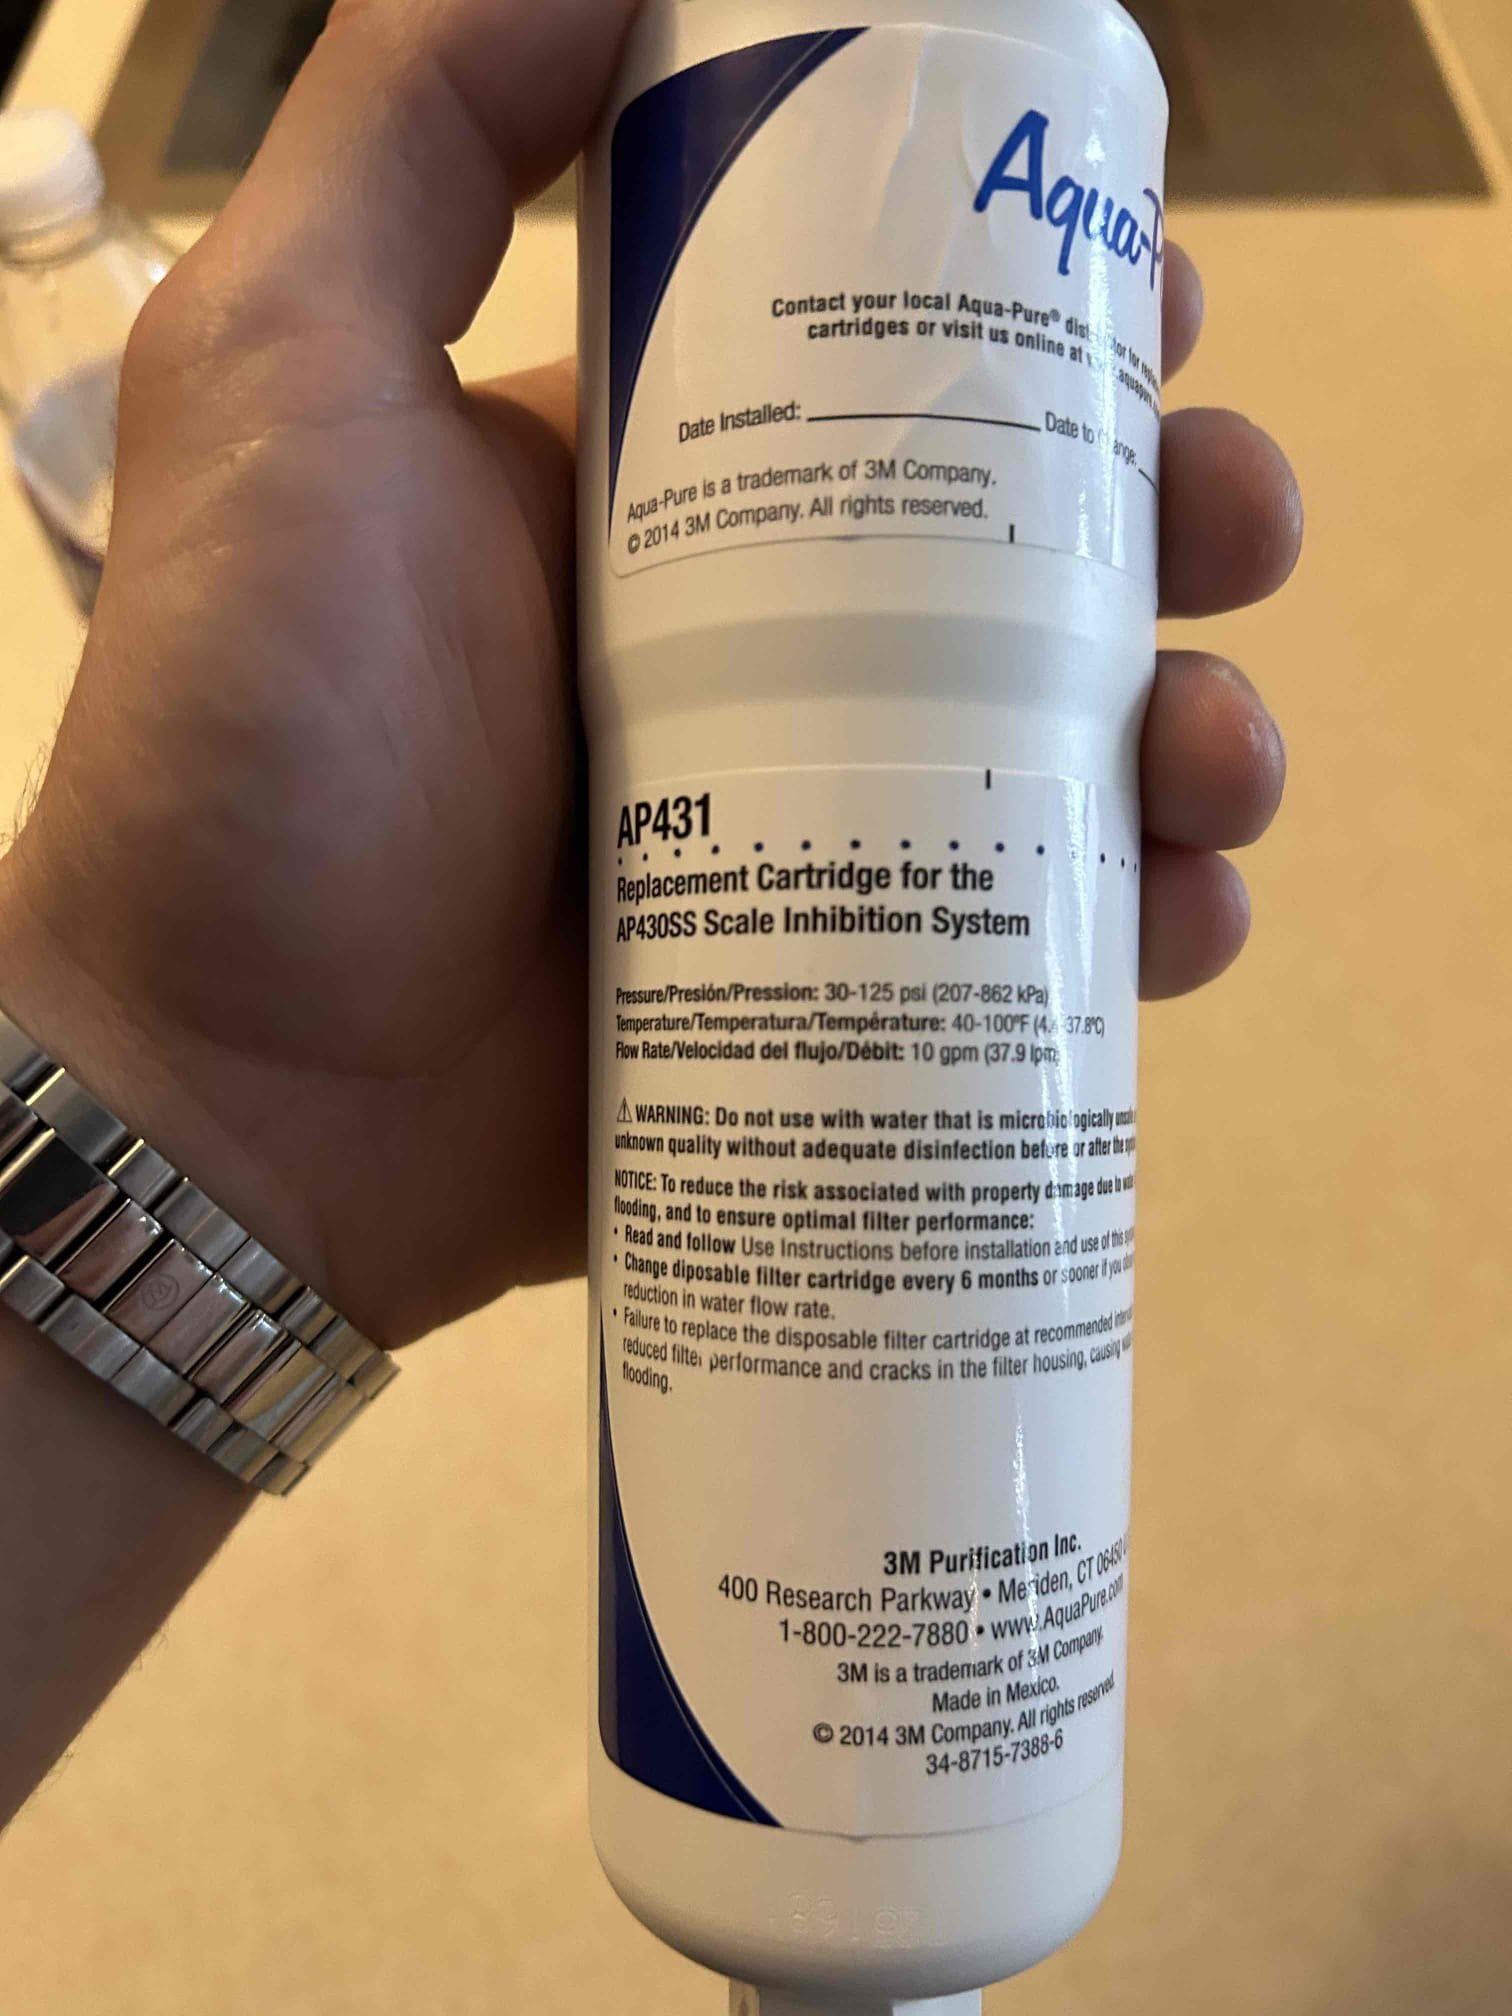 Aqua-P
Contact your local Aqua-Pure® dist for
cartridges or visit us online at
Date Installed: Date to
Aqua-Pure is a trademark of 3M Company.
© 2014 3M Company. All rights reserved.
AP431
Replacement Cartridge for the
AP430SS Scale Inhibition System
Pressure/Presión/Pression: 30-125 psi (207-862 kPa)
Temperature/Temperatura/Température: 40-100ºF (4. 37.8ºC)
Flow Rate/Velocidad del flujo/Débit: 10 gpm (37.9 lpm
⚠ WARNING: Do not use with water that is microbiologically
unknown quality without adequate disinfection before or after the
NOTICE: To reduce the risk associated with property damage due to
flooding, and to ensure optimal filter performance:
• Read and follow Use Instructions before installation and use of this
• Change diposable filter cartridge every 6 months or sooner if you
reduction in water flow rate.
• Failure to replace the disposable filter cartridge at recommended
reduced filter performance and cracks in the filter housing, causing
flooding.
3M Purification Inc.
400 Research Parkway • Meriden, CT 06450
1-800-222-7880 • www.AquaPure.com
3M is a trademark of 3M Company.
Made in Mexico.
© 2014 3M Company. All rights reserved.
34-8715-7388-6